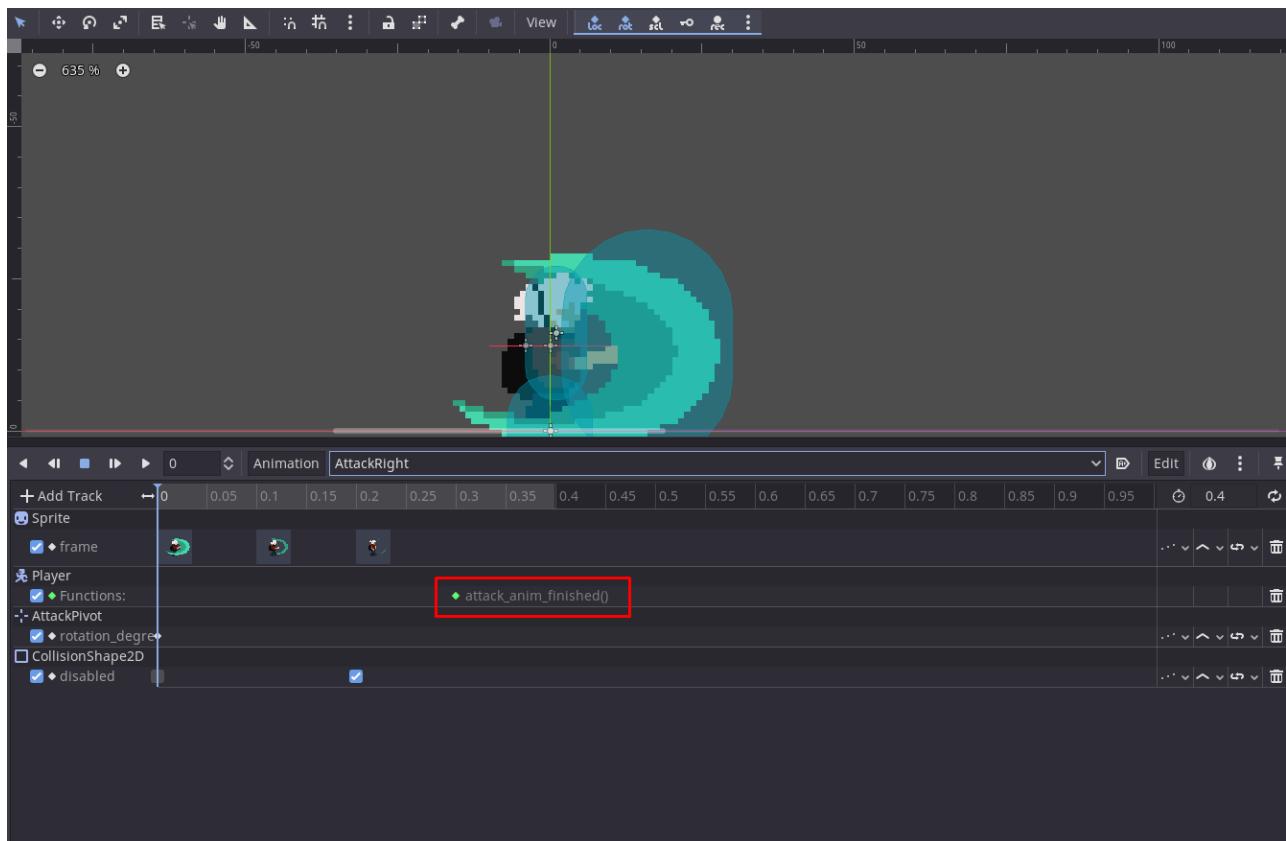 View
-50 0 50 100
635 %
-50
0
0 Animation AttackRight Edit
Add Track 0 0.05 0.1 0.15 0.2 0.25 0.3 0.35 0.4 0.45 0.5 0.55 0.6 0.65 0.7 0.75 0.8 0.85 0.9 0.95 0.4
Sprite
frame
Player
Functions: attack_anim_finished()
AttackPivot
rotation_degre
CollisionShape2D
disabled